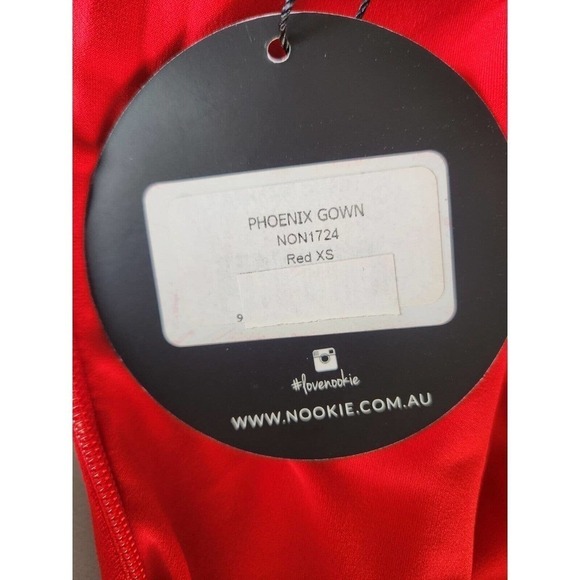 PHOENIX GOWN
NON1724
Red XS
9
#lovenookie
WWW.NOOKIE.COM.AU